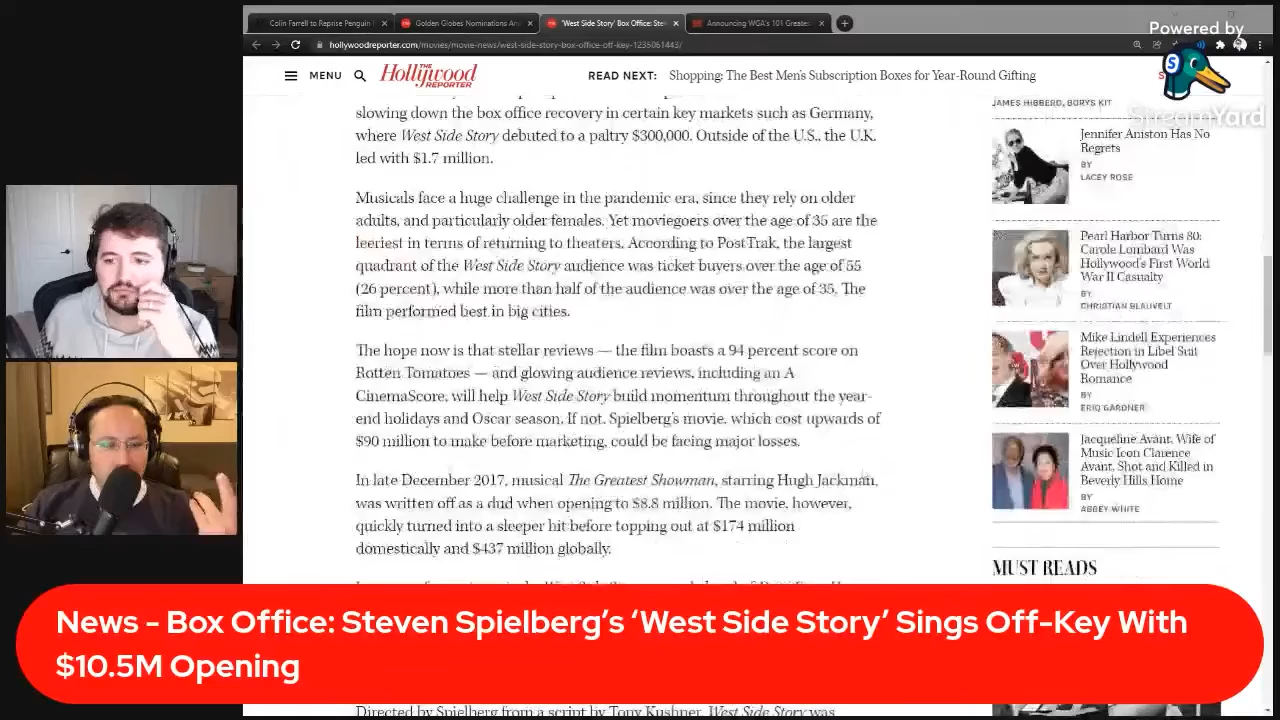 Colin Farrell to Reprise Penguin
Golden Globes Nominations An
'West Side Story' Box Office: Ste
Announcing WGA's 101 Greates
hollywoodreporter.com/movies/movie-news/west-side-story-box-office-off-key-1235061443/
Powered by
StreamYard
MENU
THE
Hollywood
REPORTER
READ NEXT: Shopping: The Best Men's Subscription Boxes for Year-Round Gifting
slowing down the box office recovery in certain key markets such as Germany,
where West Side Story debuted to a paltry $300,000. Outside of the U.S., the U.K.
led with $1.7 million.
Musicals face a huge challenge in the pandemic era, since they rely on older
adults, and particularly older females. Yet moviegoers over the age of 35 are the
leeriest in terms of returning to theaters. According to PostTrak, the largest
quadrant of the West Side Story audience was ticket buyers over the age of 55
(26 percent), while more than half of the audience was over the age of 35. The
film performed best in big cities.
The hope now is that stellar reviews — the film boasts a 94 percent score on
Rotten Tomatoes — and glowing audience reviews, including an A
CinemaScore, will help West Side Story build momentum throughout the year-
end holidays and Oscar season. If not, Spielberg's movie, which cost upwards of
$90 million to make before marketing, could be facing major losses.
In late December 2017, musical The Greatest Showman, starring Hugh Jackman,
was written off as a dud when opening to $8.8 million. The movie, however,
quickly turned into a sleeper hit before topping out at $174 million
domestically and $437 million globally.
JAMES HIBBERD, BORYS KIT
Jennifer Aniston Has No
Regrets
BY
LACEY ROSE
Pearl Harbor Turns 80:
Carole Lombard Was
Hollywood's First World
War II Casualty
BY
CHRISTIAN BLAUVELT
Mike Lindell Experiences
Rejection in Libel Suit
Over Hollywood
Romance
BY
ERIQ GARDNER
Jacqueline Avant, Wife of
Music Icon Clarence
Avant, Shot and Killed in
Beverly Hills Home
BY
ABBEY WHITE
MUST READS
News - Box Office: Steven Spielberg's 'West Side Story' Sings Off-Key With
$10.5M Opening
Directed by Spielberg from a script by Tony Kushner, West Side Story was